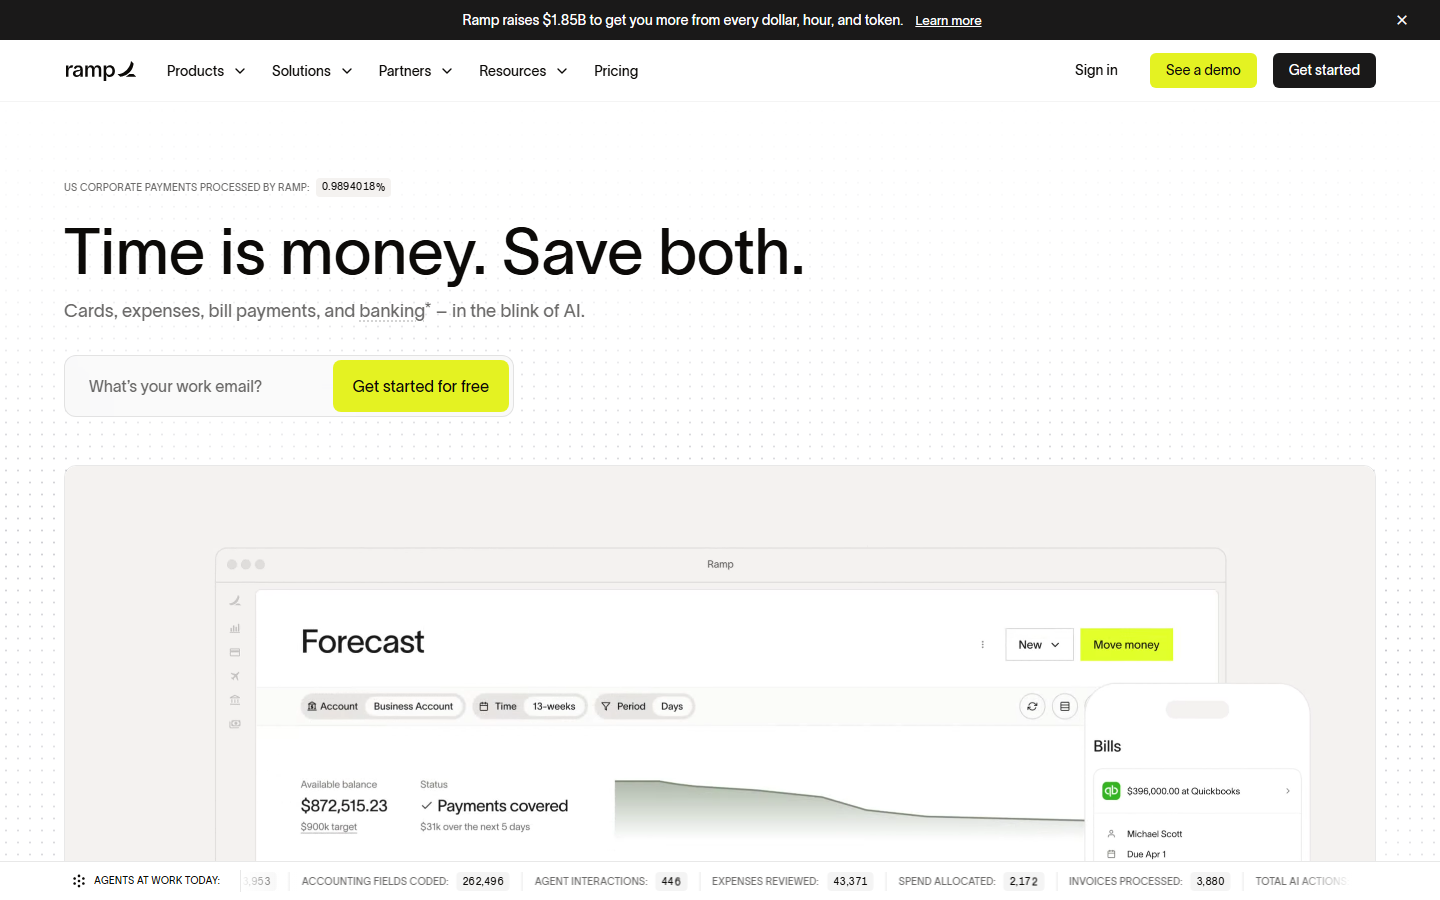 Ramp raises $1.85B to get you more from every dollar, hour, and token. Learn more
ramp Products Solutions Partners Resources Pricing Sign in See a demo Get started
US CORPORATE PAYMENTS PROCESSED BY RAMP: 0.9894018%
Time is money. Save both.
Cards, expenses, bill payments, and banking* – in the blink of AI.
What's your work email? Get started for free
Ramp
Forecast New Move money
Account Business Account Time 13-weeks Period Days
Bills
Available balance Status
$872,515.23 Payments covered
$900k target $31k over the next 5 days
qb $396,000.00 at Quickbooks
Michael Scott
Due Apr 1
AGENTS AT WORK TODAY: ACCOUNTING FIELDS CODED: 262,496 AGENT INTERACTIONS: 446 EXPENSES REVIEWED: 43,371 SPEND ALLOCATED: 2,172 INVOICES PROCESSED: 3,880 TOTAL AI ACTIONS